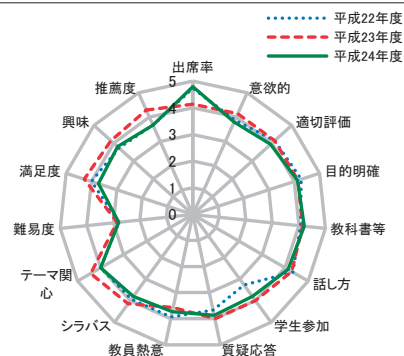 平成22年度
平成23年度
平成24年度
出席率
意欲的
適切評価
目的明確
教科書等
話し方
学生参加
質疑応答
教員熱意
シラバス
テーマ関
心
難易度
満足度
興味
推薦度
5
4
3
2
1
0